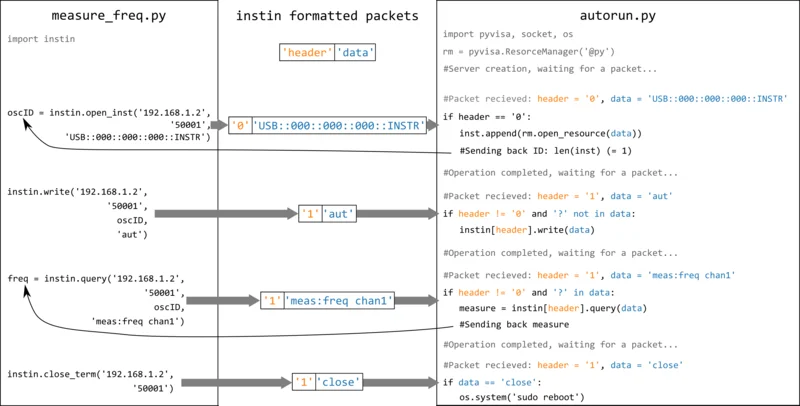 measure_freq.py
import instin
oscID = instin.open_inst('192.168.1.2',
'50001',
'USB::000::000::000::INSTR')
instin.write('192.168.1.2',
'50001',
oscID,
'aut')
freq = instin.query('192.168.1.2',
'50001',
oscID,
'meas:freq chan1')
instin.close_term('192.168.1.2',
'50001')
instin formatted packets
'header' 'data'
'0' 'USB::000::000::000::INSTR'
'1' 'aut'
'1' 'meas:freq chan1'
'1' 'close'
autorun.py
import pyvisa, socket, os
rm = pyvisa.ResorceManager('@py')
#Server creation, waiting for a packet...
#Packet recieved: header = '0', data = 'USB::000::000::000::INSTR'
if header == '0':
inst.append(rm.open_resource(data))
#Sending back ID: len(inst) (= 1)
#Operation completed, waiting for a packet...
#Packet recieved: header = '1', data = 'aut'
if header != '0' and '?' not in data:
instin[header].write(data)
#Operation completed, waiting for a packet...
#Packet recieved: header = '1', data = 'meas:freq chan1'
if header != '0' and '?' in data:
measure = instin[header].query(data)
#Sending back measure
#Operation completed, waiting for a packet...
#Packet recieved: header = '1', data = 'close'
if data == 'close':
os.system('sudo reboot')